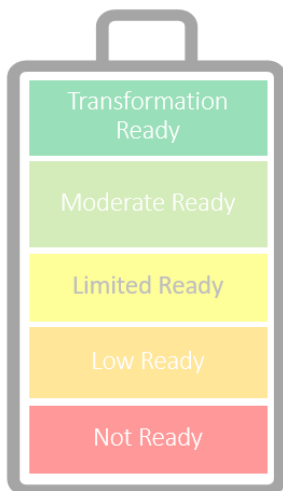 Transformation
Ready
Moderate Ready
Limited Ready
Low Ready
Not Ready